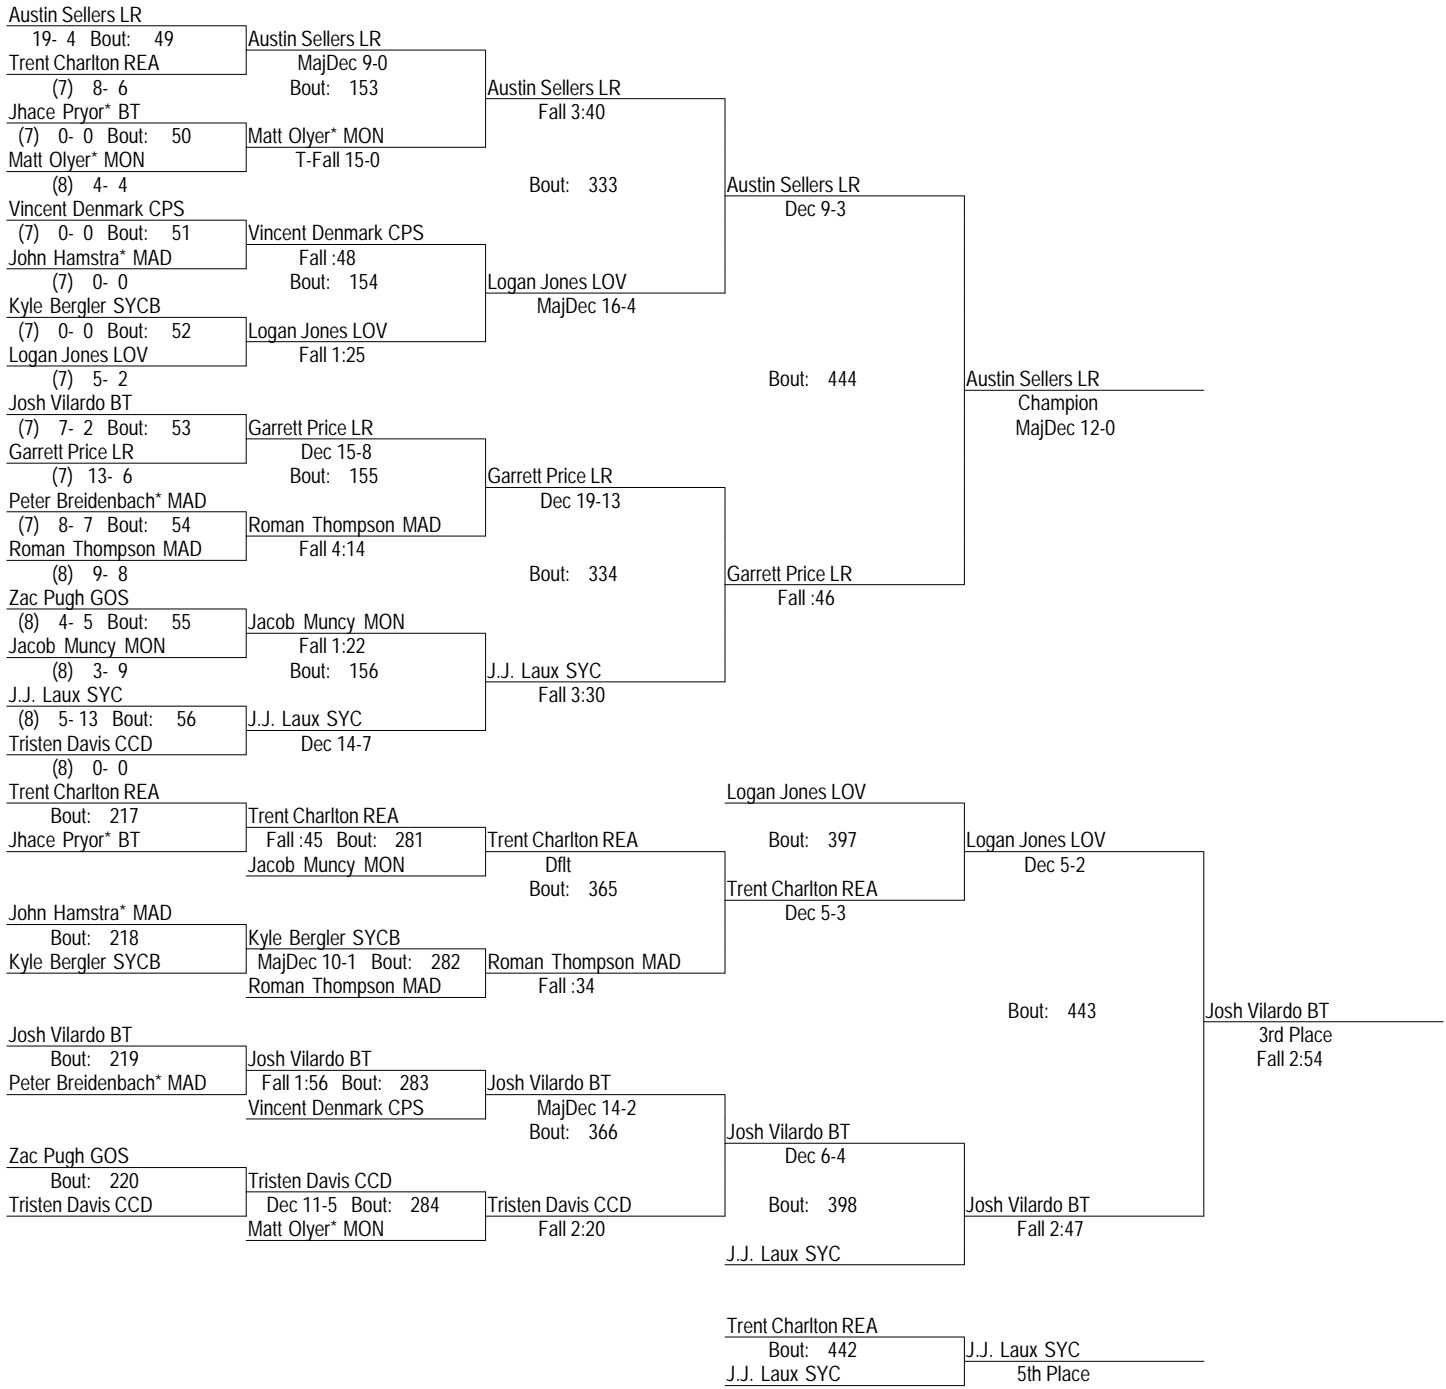 Austin Sellers LR
19- 4 Bout: 49 Austin Sellers LR
Trent Charlton REA MajDec 9-0
(7) 8- 6 Bout: 153 Austin Sellers LR
Jhace Pryor* BT Fall 3:40
(7) 0- 0 Bout: 50 Matt Olyer* MON
Matt Olyer* MON T-Fall 15-0
(8) 4- 4 Bout: 333 Austin Sellers LR
Vincent Denmark CPS Dec 9-3
(7) 0- 0 Bout: 51 Vincent Denmark CPS
John Hamstra* MAD Fall :48
(7) 0- 0 Bout: 154 Logan Jones LOV
Kyle Bergler SYCB MajDec 16-4
(7) 0- 0 Bout: 52 Logan Jones LOV
Logan Jones LOV Fall 1:25
(7) 5- 2 Bout: 444 Austin Sellers LR
Josh Vilardo BT Champion
(7) 7- 2 Bout: 53 Garrett Price LR MajDec 12-0
Garrett Price LR Dec 15-8
(7) 13- 6 Bout: 155 Garrett Price LR
Peter Breidenbach* MAD Dec 19-13
(7) 8- 7 Bout: 54 Roman Thompson MAD
Roman Thompson MAD Fall 4:14
(8) 9- 8 Bout: 334 Garrett Price LR
Zac Pugh GOS Fall :46
(8) 4- 5 Bout: 55 Jacob Muncy MON
Jacob Muncy MON Fall 1:22
(8) 3- 9 Bout: 156 J.J. Laux SYC
J.J. Laux SYC Fall 3:30
(8) 5- 13 Bout: 56 J.J. Laux SYC
Tristen Davis CCD Dec 14-7
(8) 0- 0
Trent Charlton REA Logan Jones LOV
Bout: 217 Trent Charlton REA
Jhace Pryor* BT Fall :45 Bout: 281 Trent Charlton REA Bout: 397 Logan Jones LOV
Jacob Muncy MON Dflt Dec 5-2
Bout: 365 Trent Charlton REA
John Hamstra* MAD Dec 5-3
Bout: 218 Kyle Bergler SYCB
Kyle Bergler SYCB MajDec 10-1 Bout: 282 Roman Thompson MAD
Roman Thompson MAD Fall :34
Bout: 443 Josh Vilardo BT
Josh Vilardo BT 3rd Place
Bout: 219 Josh Vilardo BT Fall 2:54
Peter Breidenbach* MAD Fall 1:56 Bout: 283 Josh Vilardo BT
Vincent Denmark CPS MajDec 14-2
Bout: 366 Josh Vilardo BT
Zac Pugh GOS Dec 6-4
Bout: 220 Tristen Davis CCD
Tristen Davis CCD Dec 11-5 Bout: 284 Tristen Davis CCD Bout: 398 Josh Vilardo BT
Matt Olyer* MON Fall 2:20 Fall 2:47
J.J. Laux SYC
Trent Charlton REA
Bout: 442 J.J. Laux SYC
J.J. Laux SYC 5th Place